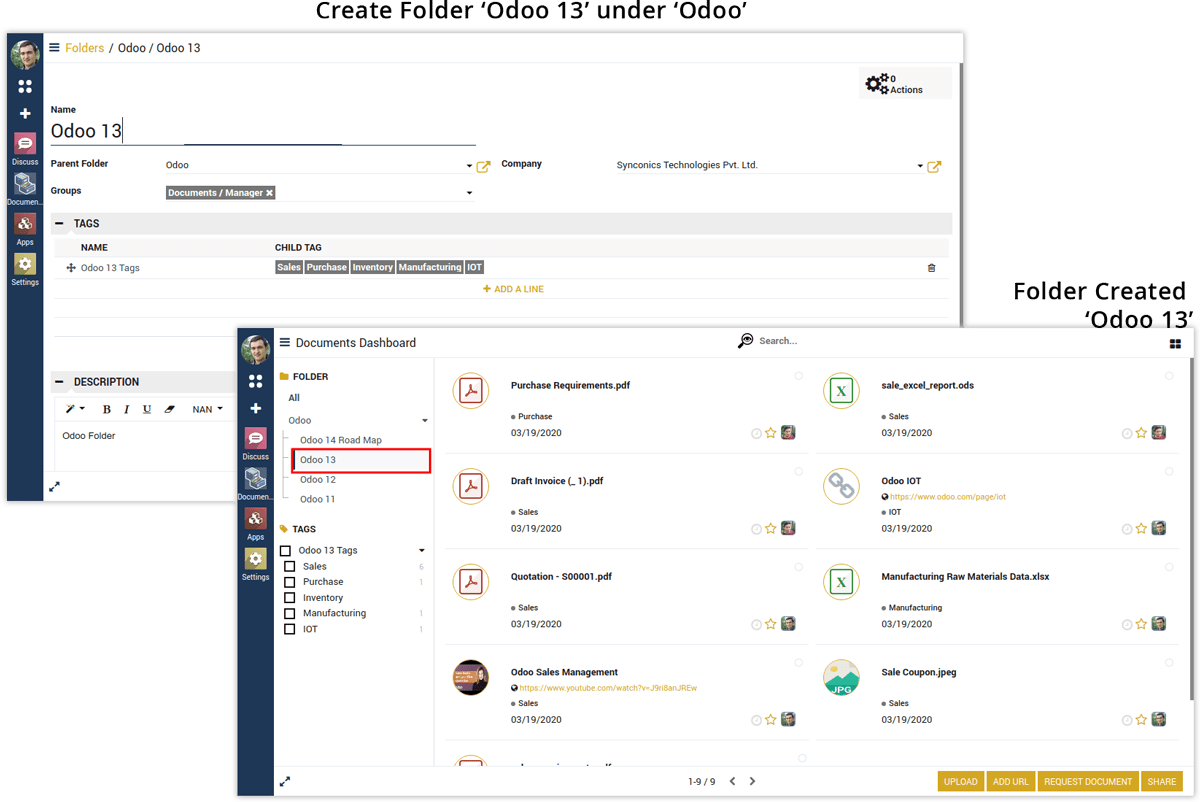 Create Folder ‘Odoo 13’ under ‘Odoo’
Folders / Odoo / Odoo 13
0
Actions
Name
Odoo 13
Parent Folder
Odoo
Company
Synconics Technologies Pvt. Ltd.
Groups
Documents / Manager ×
TAGS
NAME
CHILD TAG
Odoo 13 Tags
Sales Purchase Inventory Manufacturing IOT
+ ADD A LINE
DESCRIPTION
B I U NAN
Odoo Folder
Discuss
Documen...
Apps
Settings
Folder Created
‘Odoo 13’
Documents Dashboard
Search...
Discuss
Documen...
Apps
Settings
FOLDER
All
Odoo
Odoo 14 Road Map
Odoo 13
Odoo 12
Odoo 11
TAGS
Odoo 13 Tags
Sales 6
Purchase 1
Inventory
Manufacturing 1
IOT 1
Purchase Requirements.pdf
Purchase
03/19/2020
sale_excel_report.ods
Sales
03/19/2020
Draft Invoice (_ 1).pdf
Sales
03/19/2020
Odoo IOT
https://www.odoo.com/page/iot
IOT
03/19/2020
Quotation - S00001.pdf
Sales
03/19/2020
Manufacturing Raw Materials Data.xlsx
Manufacturing
03/19/2020
Odoo Sales Management
https://www.youtube.com/watch?v=J9ri8anJREw
Sales
03/19/2020
JPG
Sale Coupon.jpeg
Sales
03/19/2020
1-9 / 9
UPLOAD
ADD URL
REQUEST DOCUMENT
SHARE